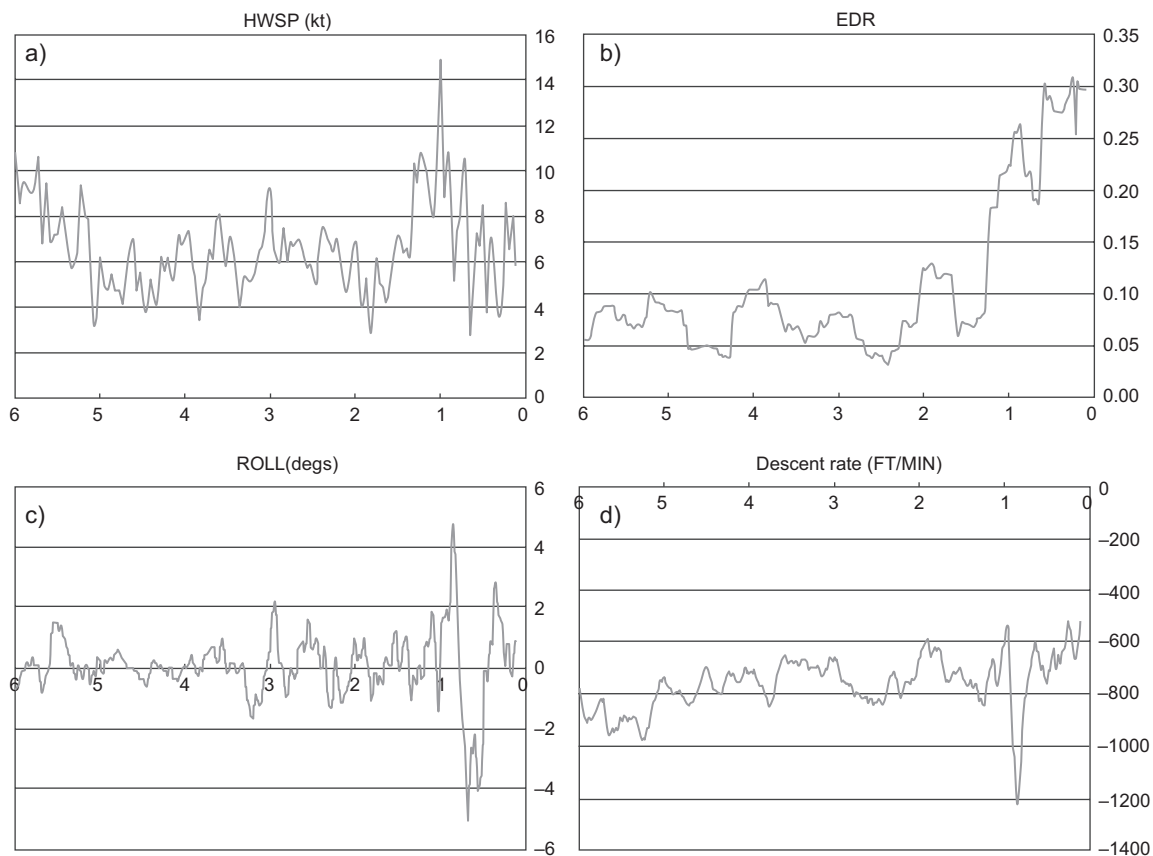 HWSP (kt)
a)
16
14
12
10
8
6
4
2
0
6 5 4 3 2 1 0
EDR
b)
0.35
0.30
0.25
0.20
0.15
0.10
0.05
0.00
6 5 4 3 2 1 0
ROLL(degs)
c)
6
4
2
0
–2
–4
–6
6 5 4 3 2 1 0
Descent rate (FT/MIN)
d)
0
–200
–400
–600
–800
–1000
–1200
–1400
6 5 4 3 2 1 0